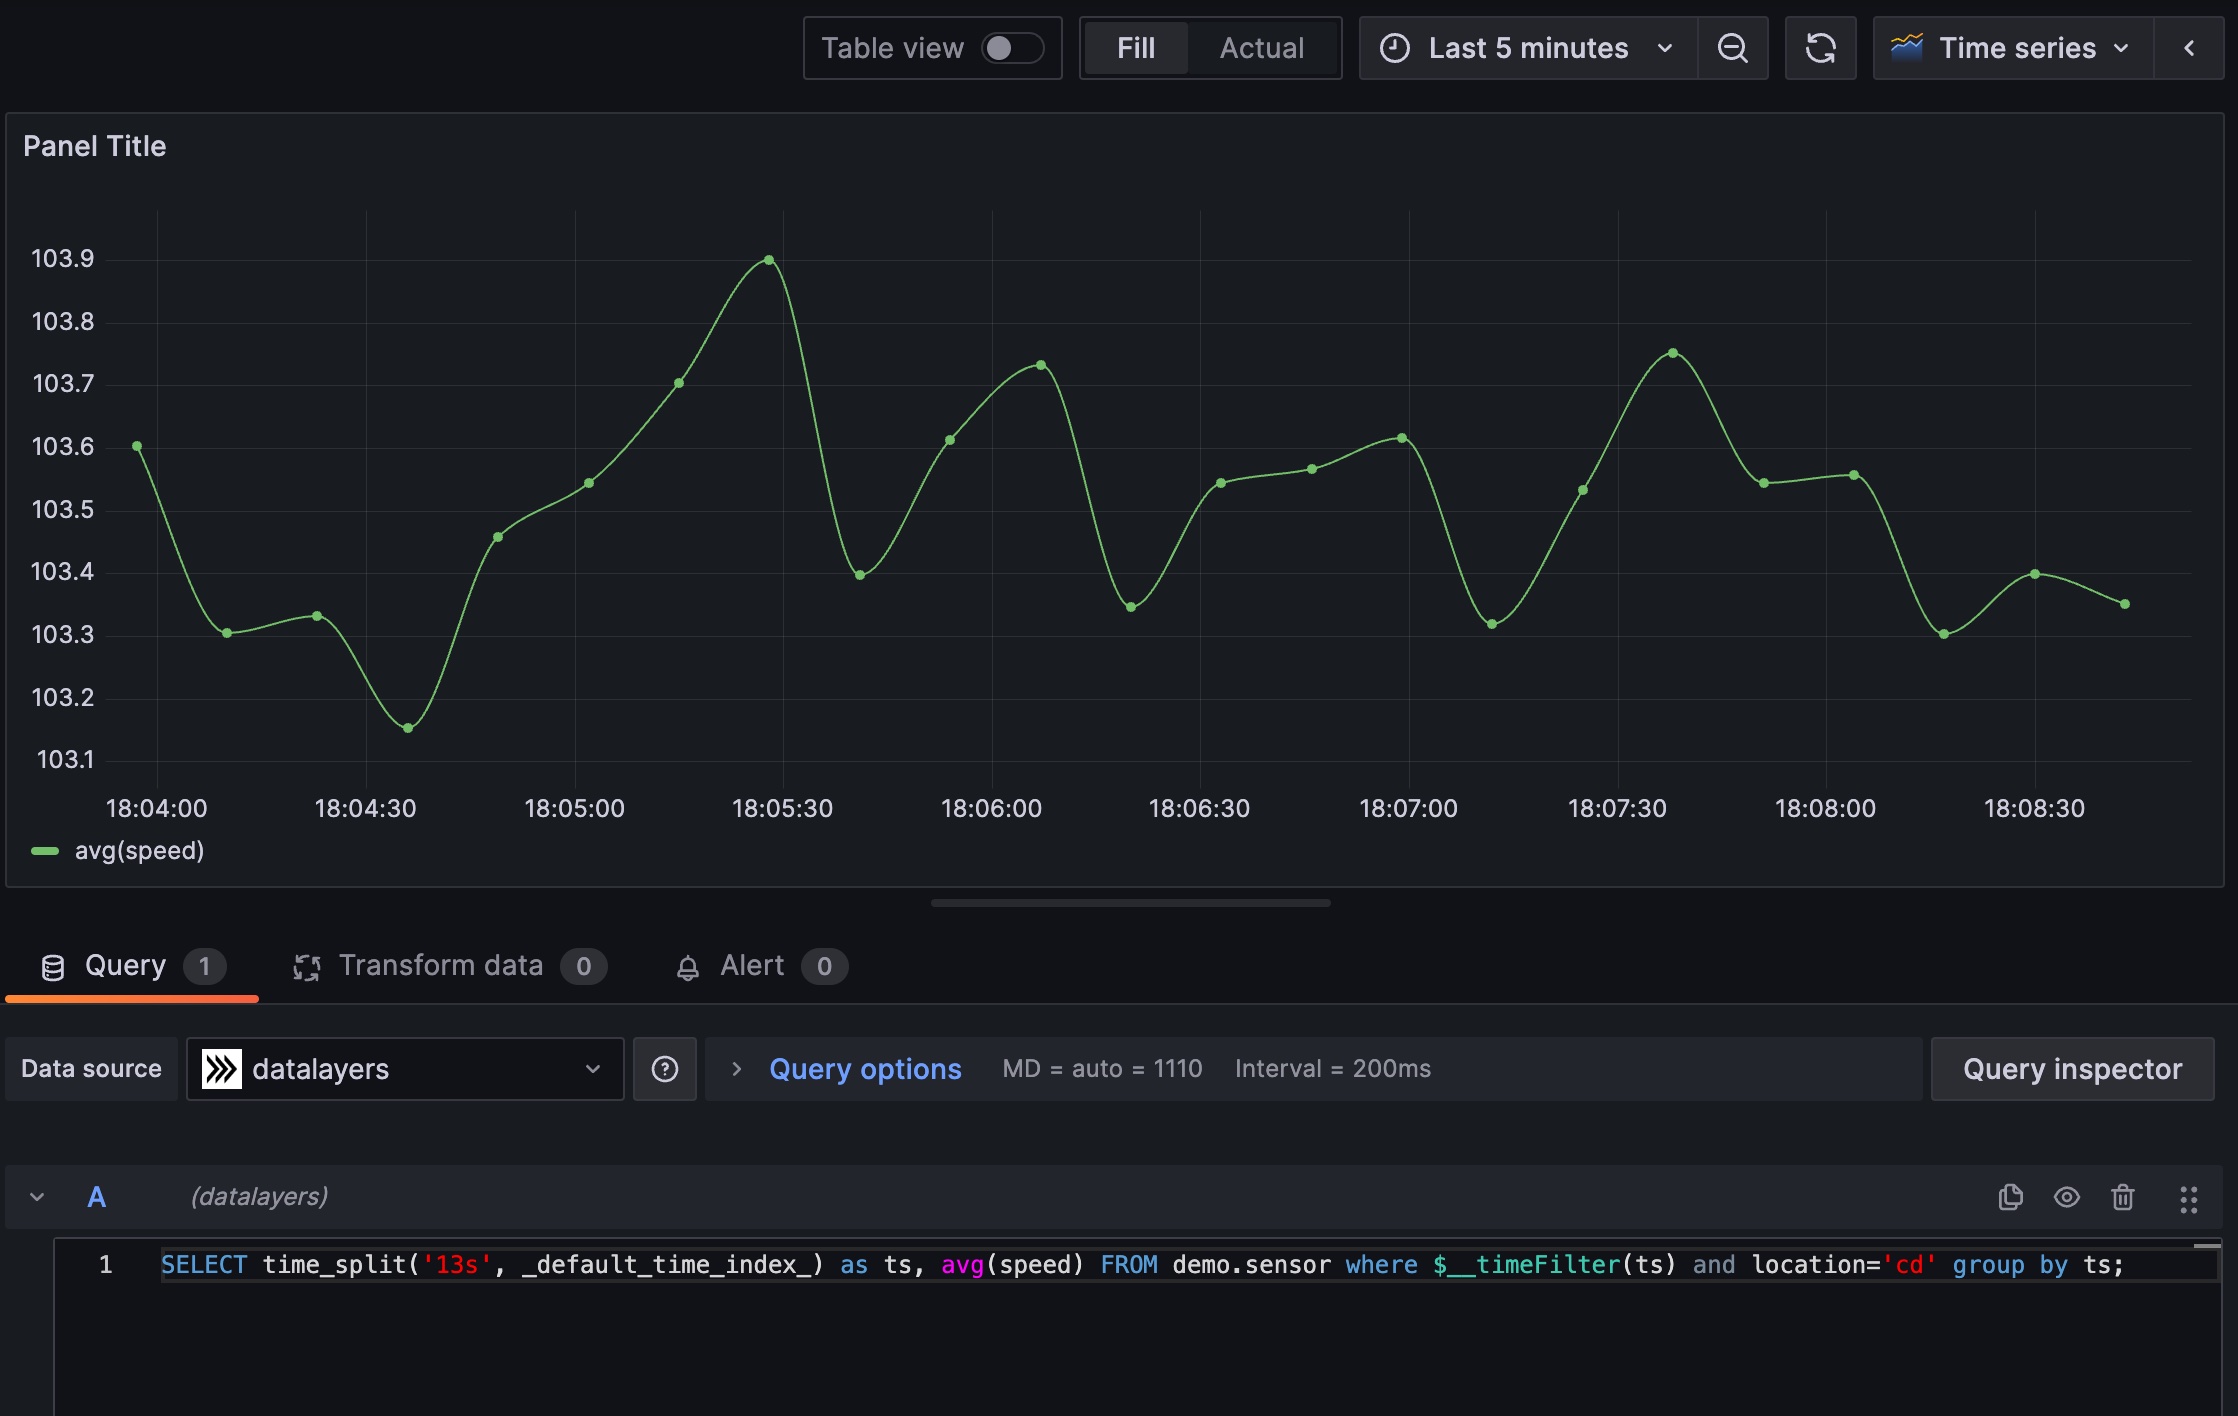 Table view Fill Actual Last 5 minutes Time series
Panel Title
103.9
103.8
103.7
103.6
103.5
103.4
103.3
103.2
103.1
18:04:00 18:04:30 18:05:00 18:05:30 18:06:00 18:06:30 18:07:00 18:07:30 18:08:00 18:08:30
avg(speed)
Query 1 Transform data 0 Alert 0
Data source datalayers Query options MD = auto = 1110 Interval = 200ms Query inspector
A (datalayers)
1 SELECT time_split('13s', _default_time_index_) as ts, avg(speed) FROM demo.sensor where $__timeFilter(ts) and location='cd' group by ts;